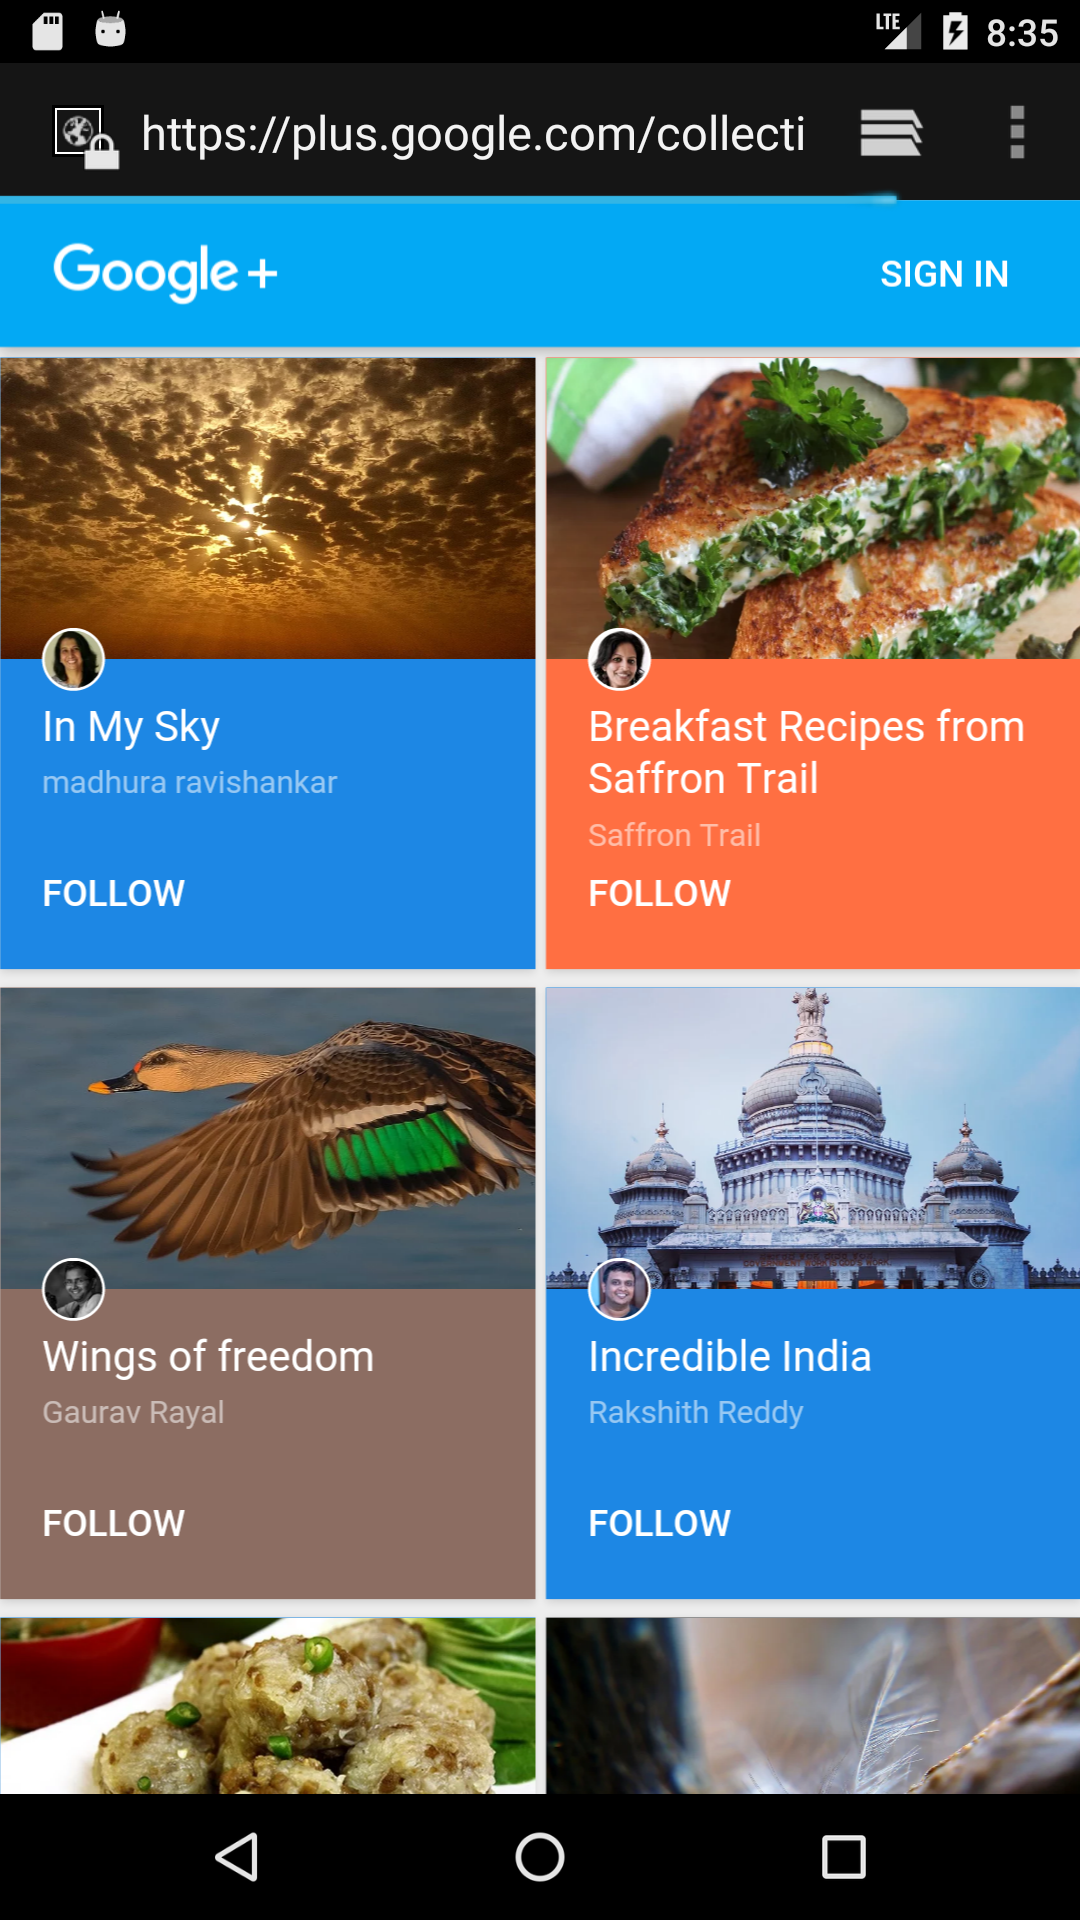 LTE 8:35
https://plus.google.com/collecti
Google+ SIGN IN
In My Sky
madhura ravishankar
FOLLOW
Breakfast Recipes from
Saffron Trail
Saffron Trail
FOLLOW
Wings of freedom
Gaurav Rayal
FOLLOW
Incredible India
Rakshith Reddy
FOLLOW